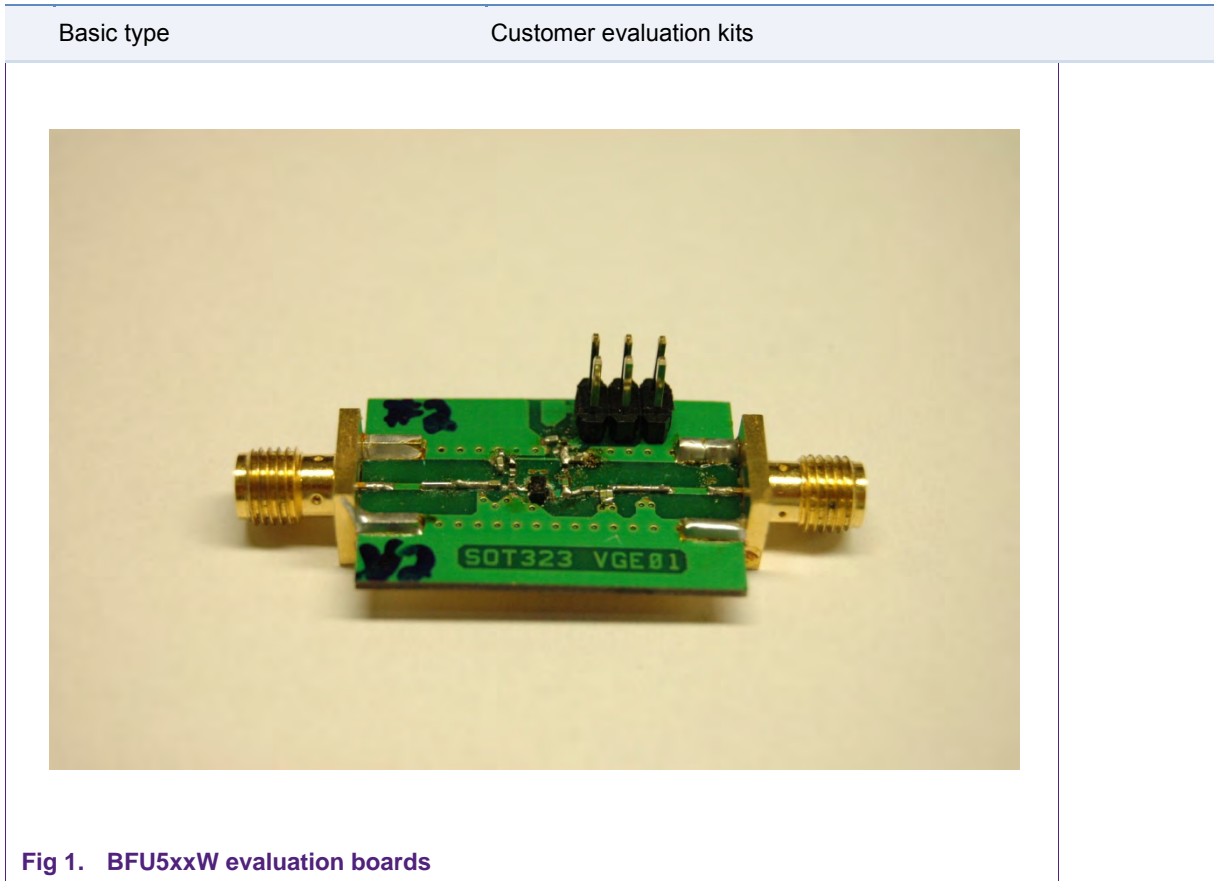 Basic type Customer evaluation kits
SOT323 VGE01
Fig 1. BFU5xxW evaluation boards